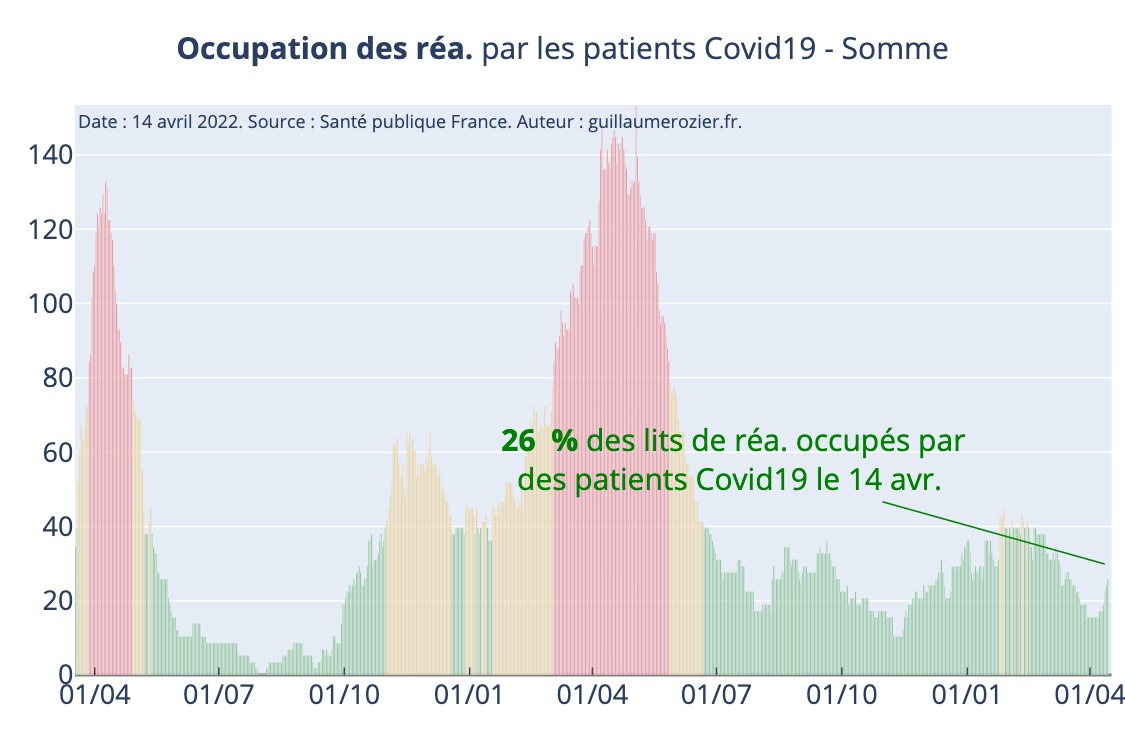 Occupation des réa. par les patients Covid19 - Somme
Date : 14 avril 2022. Source : Santé publique France. Auteur : guillaumerozier.fr.
140
120
100
80
60
40
20
0
26 % des lits de réa. occupés par
des patients Covid19 le 14 avr.
01/04 01/07 01/10 01/01 01/04 01/07 01/10 01/01 01/04